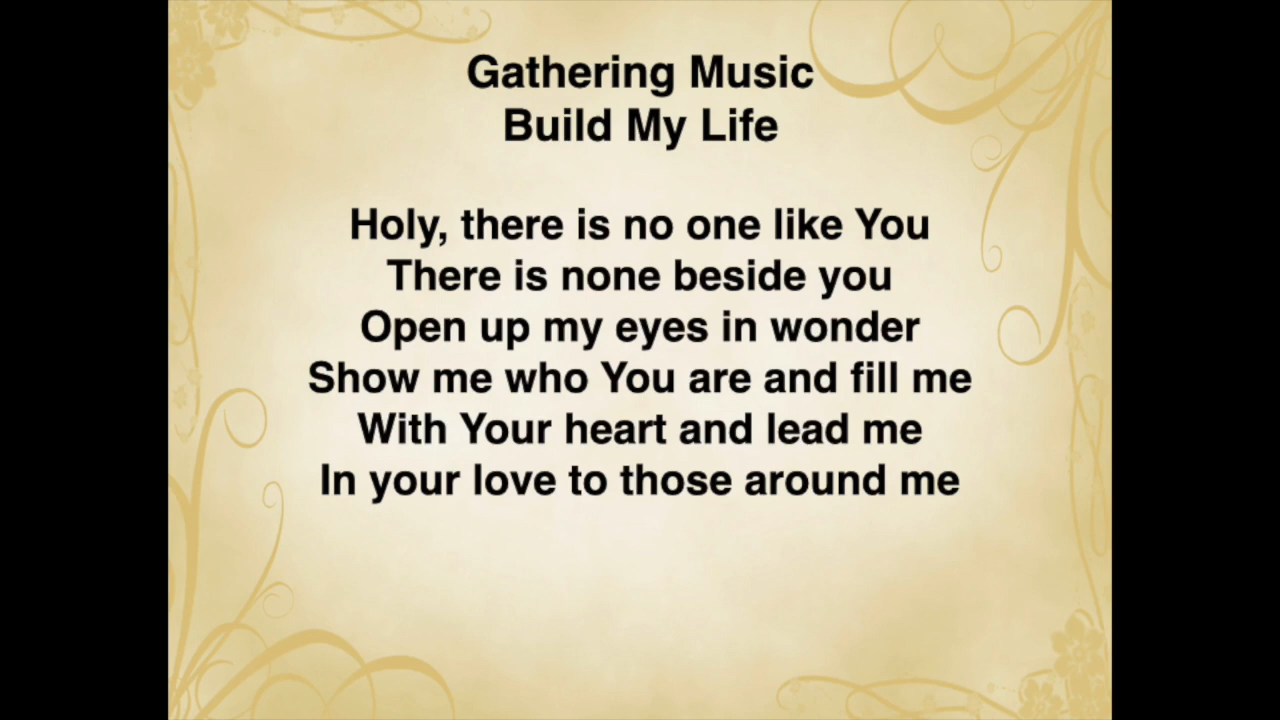 Gathering Music
Build My Life
Holy, there is no one like You
There is none beside you
Open up my eyes in wonder
Show me who You are and fill me
With Your heart and lead me
In your love to those around me